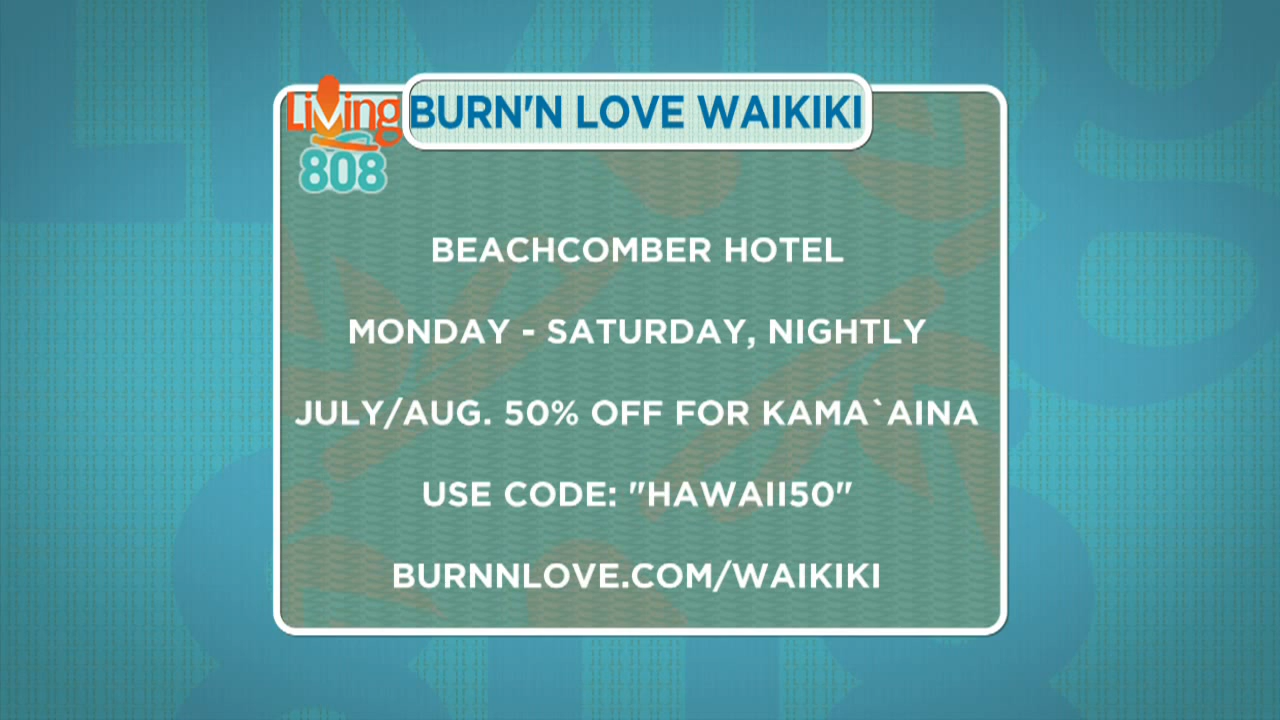 Living
808
BURN'N LOVE WAIKIKI
BEACHCOMBER HOTEL
MONDAY - SATURDAY, NIGHTLY
JULY/AUG. 50% OFF FOR KAMA`AINA
USE CODE: "HAWAII50"
BURNNLOVE.COM/WAIKIKI